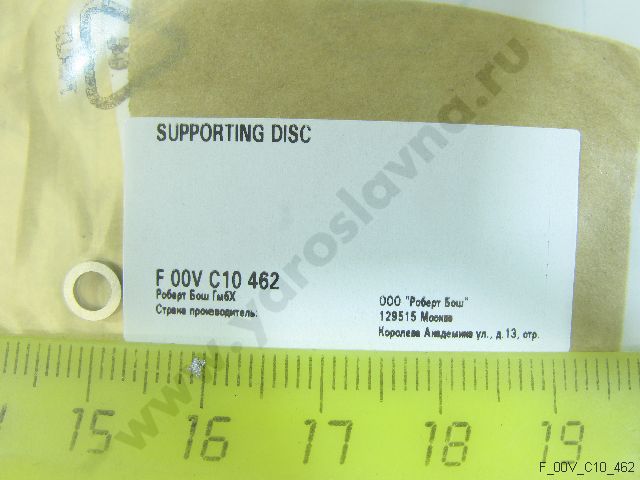 SUPPORTING DISC
F 00V C10 462
Роберт Бош ГмбХ
Страна производитель:
ООО "Роберт Бош"
129515 Москва
Королева Академика ул., д.13, стр.
15 16 17 18 19
www.yaroslavna.ru
F_00V_C10_462